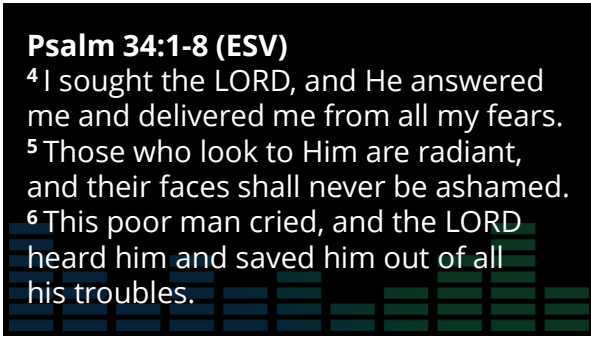 Psalm 34:1-8 (ESV)
4 I sought the LORD, and He answered
me and delivered me from all my fears.
5 Those who look to Him are radiant,
and their faces shall never be ashamed.
6 This poor man cried, and the LORD
heard him and saved him out of all
his troubles.